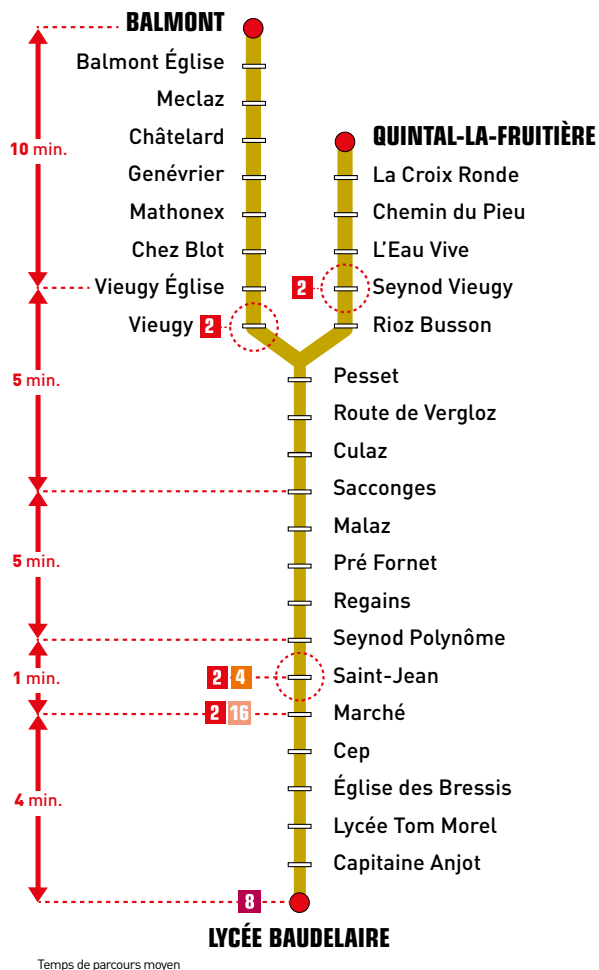 BALMONT
Balmont Église
Meclaz
Châtelard
QUINTAL-LA-FRUITIÈRE
10 min.
Genévrier
La Croix Ronde
Mathonex
Chemin du Pieu
Chez Blot
L'Eau Vive
Vieugy Église
2 Seynod Vieugy
Vieugy 2
Rioz Busson
5 min.
Pesset
Route de Vergloz
Culaz
Sacconges
Malaz
5 min.
Pré Fornet
Regains
Seynod Polynôme
1 min.
2 4 Saint-Jean
2 16 Marché
Cep
4 min.
Église des Bressis
Lycée Tom Morel
Capitaine Anjot
8
LYCÉE BAUDELAIRE
Temps de parcours moyen